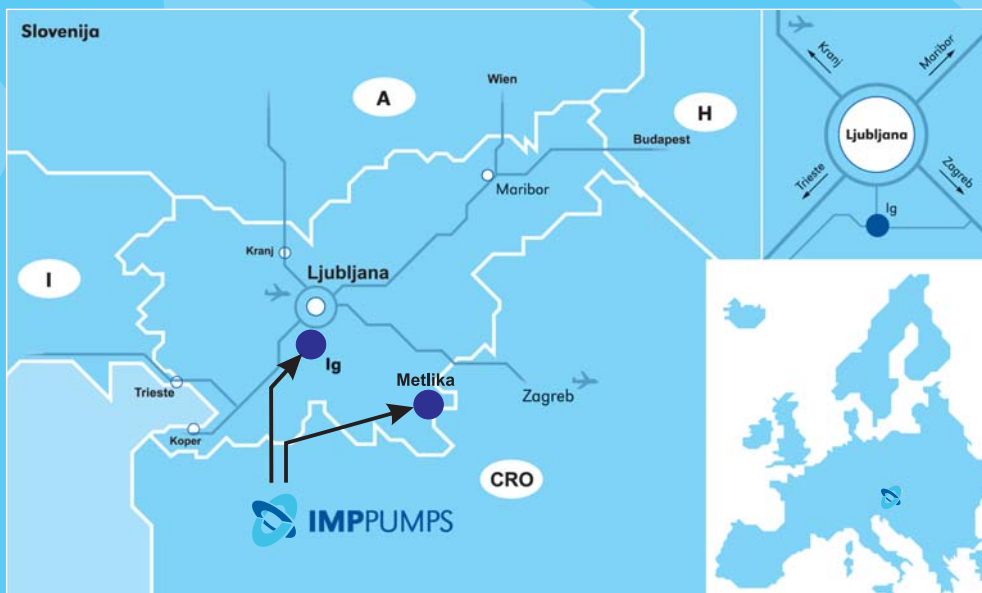 Slovenija
A
Wien
H
Budapest
Maribor
Kranj
Ljubljana
I
Ig
Metlika
Trieste
Zagreb
Koper
CRO
IMPPUMPS
Kranj
Maribor
Ljubljana
Trieste
Zagreb
Ig